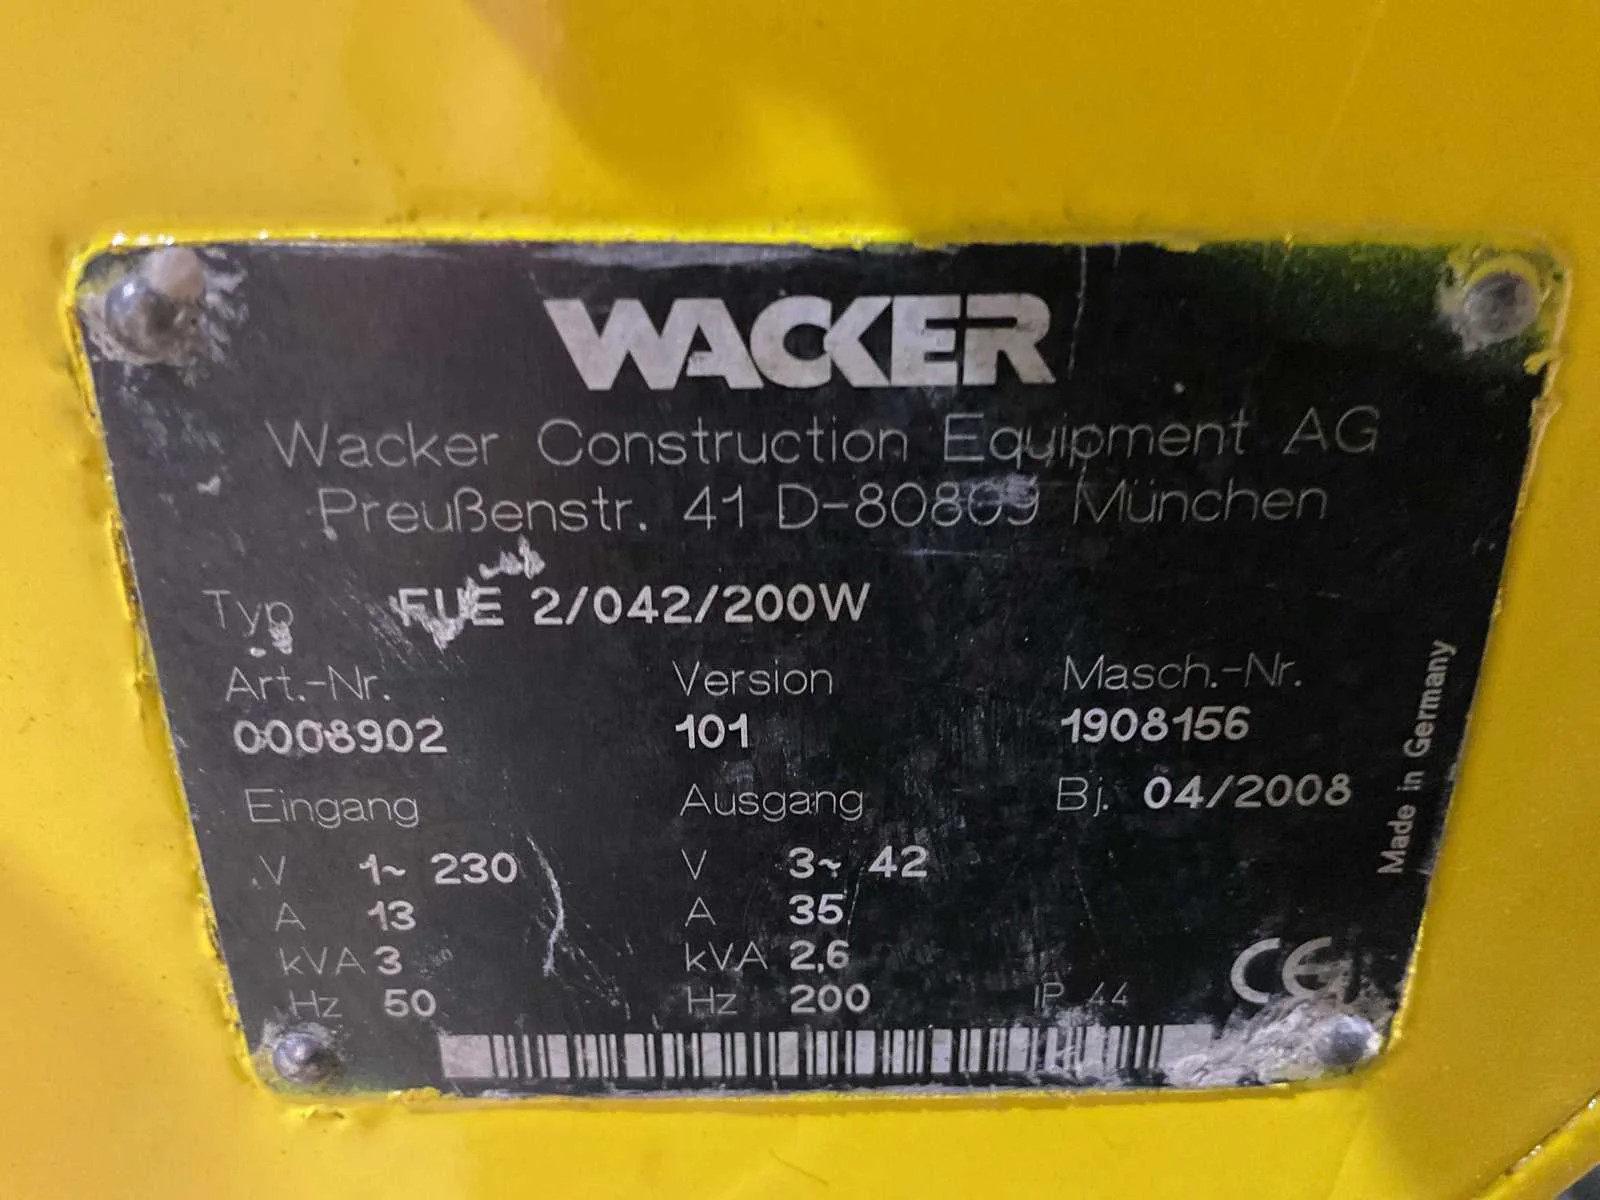 WACKER
Wacker Construction Equipment AG
Preußenstr. 41 D-80809 München
Typ FUE 2/042/200W
Art.-Nr. Version Masch.-Nr.
0008902 101 1908156
Eingang Ausgang Bj. 04/2008
V 1~ 230 V 3~ 42
A 13 A 35
kVA 3 kVA 2,6
Hz 50 Hz 200 IP 44
CE
Made in Germany